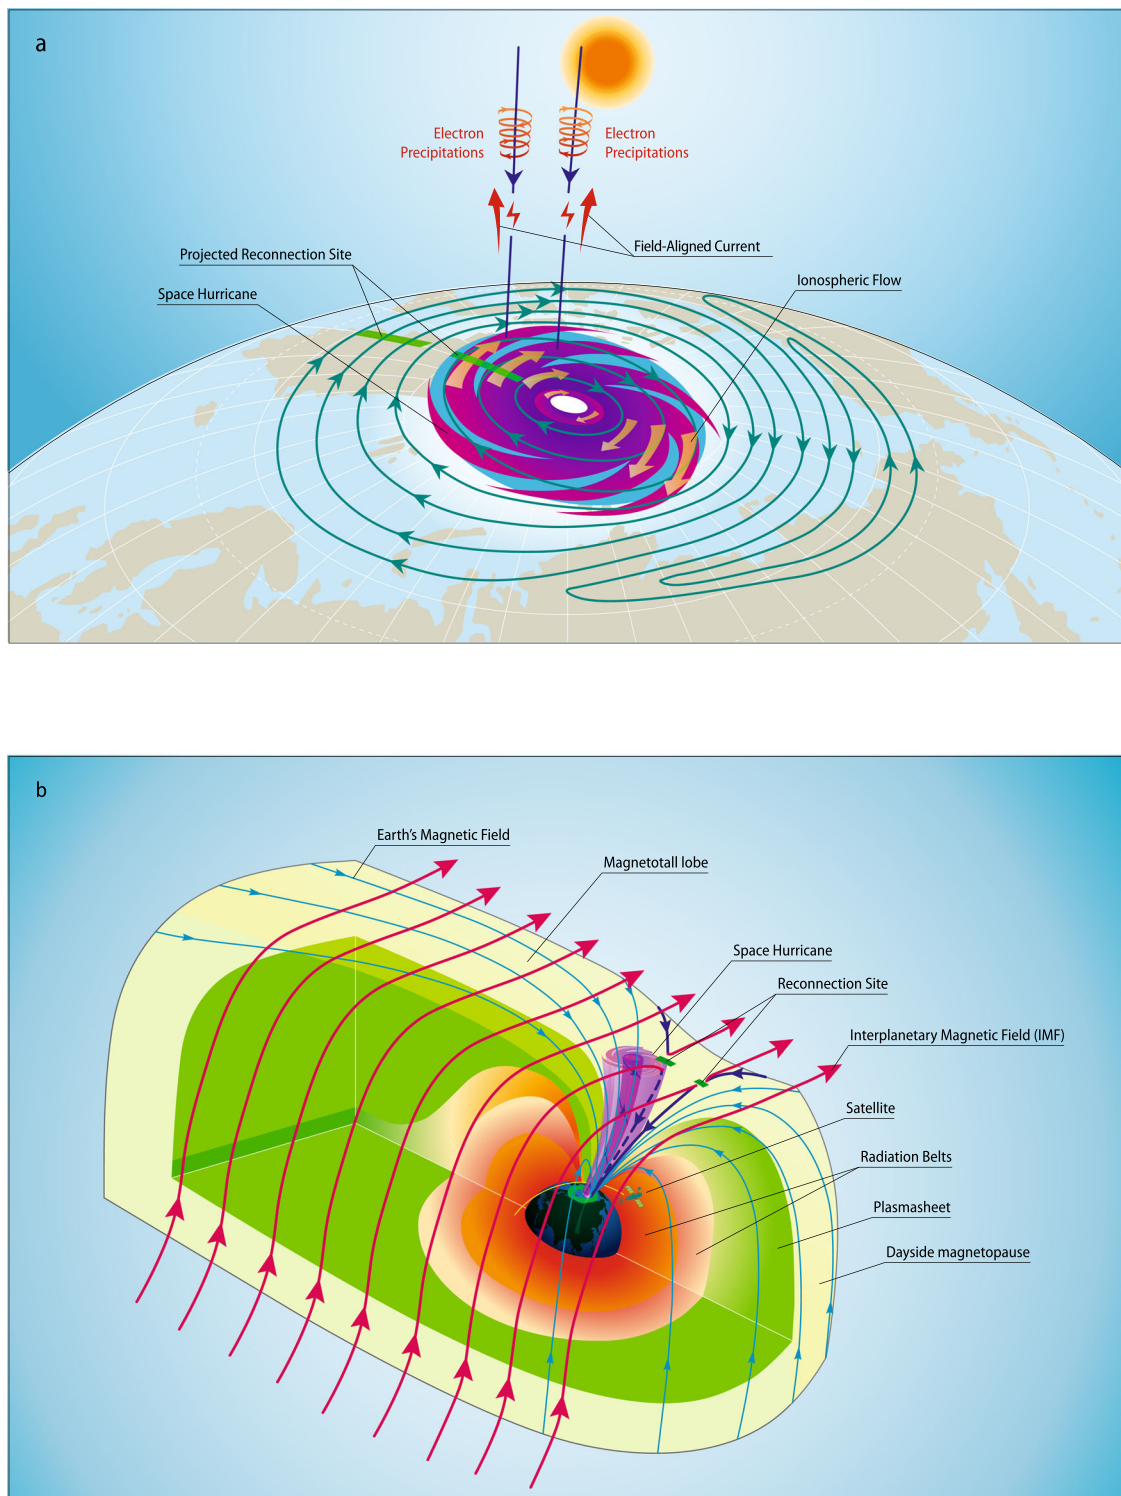 a
Electron
Precipitations
Electron
Precipitations
Field-Aligned Current
Projected Reconnection Site
Ionospheric Flow
Space Hurricane
b
Earth's Magnetic Field
Magnetotall lobe
Space Hurricane
Reconnection Site
Interplanetary Magnetic Field (IMF)
Satellite
Radiation Belts
Plasmasheet
Dayside magnetopause